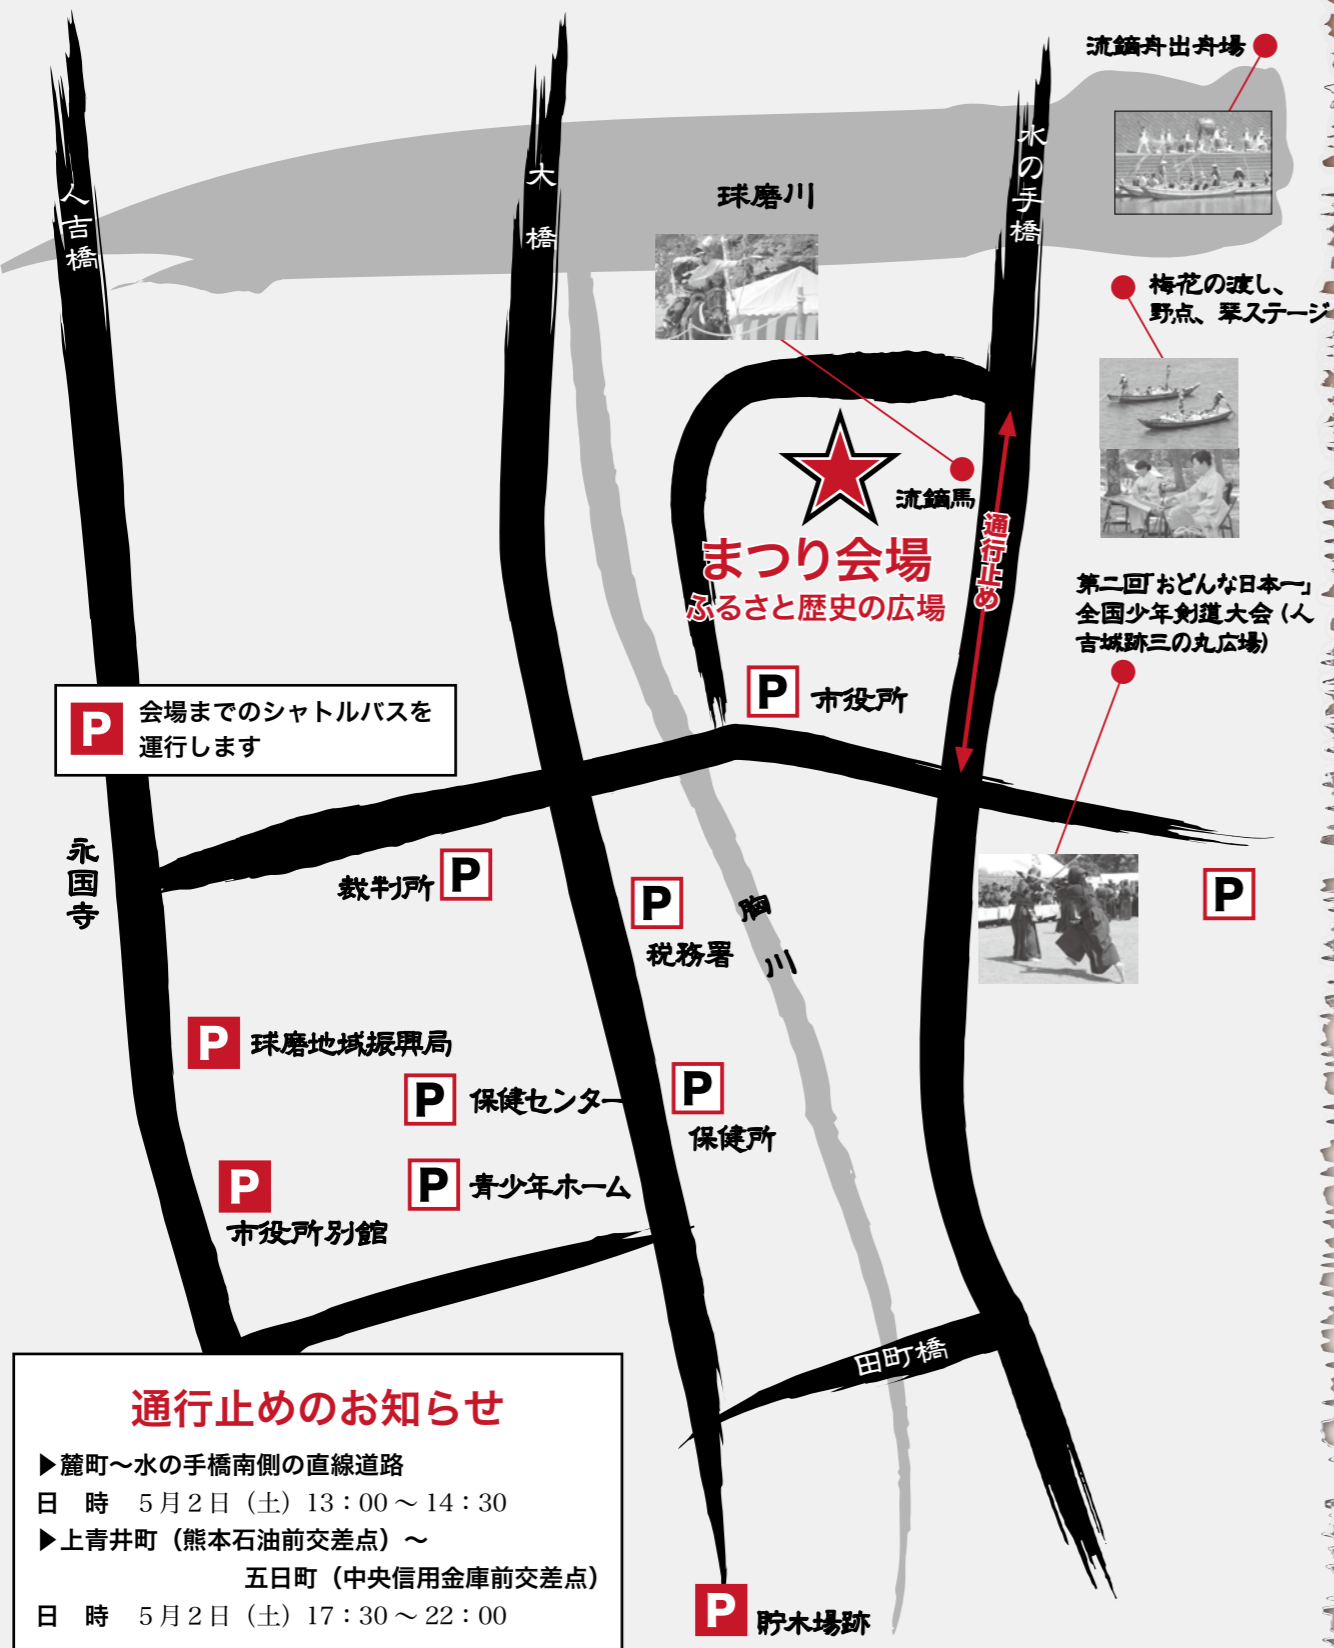 流鏑舟出舟場
人吉橋
大橋
水の手橋
球磨川
梅花の渡し、
野点、琴ステージ
流鏑馬
まつり会場
ふるさと歴史の広場
通行止め
第二回「おどんな日本一」
全国少年剣道大会（人
吉城跡三の丸広場）
P 市役所
P 会場までのシャトルバスを
運行します
永国寺
裁判所 P
P
税務署
胸川
P
P 球磨地域振興局
P 保健センター
P
保健所
P
市役所別館
P 青少年ホーム
田町橋
通行止めのお知らせ
▶麓町～水の手橋南側の直線道路
日　時　５月２日（土）13：00 ～ 14：30
▶上青井町（熊本石油前交差点）～
五日町（中央信用金庫前交差点）
日　時　５月２日（土）17：30 ～ 22：00
P 貯木場跡